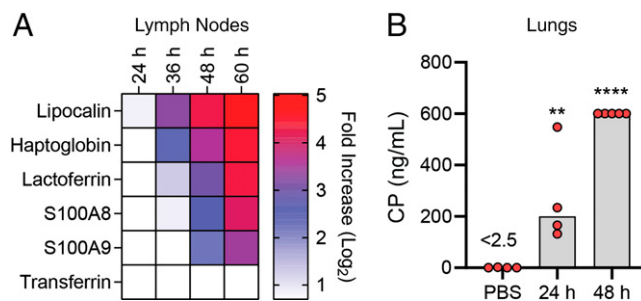 A
Lymph Nodes
24 h
36 h
48 h
60 h
Lipocalin
Haptoglobin
Lactoferrin
S100A8
S100A9
Transferrin
5
4
3
2
1
Fold Increase (Log₂)
B
Lungs
CP (ng/mL)
800
600
400
200
0
<2.5
**
****
PBS
24 h
48 h